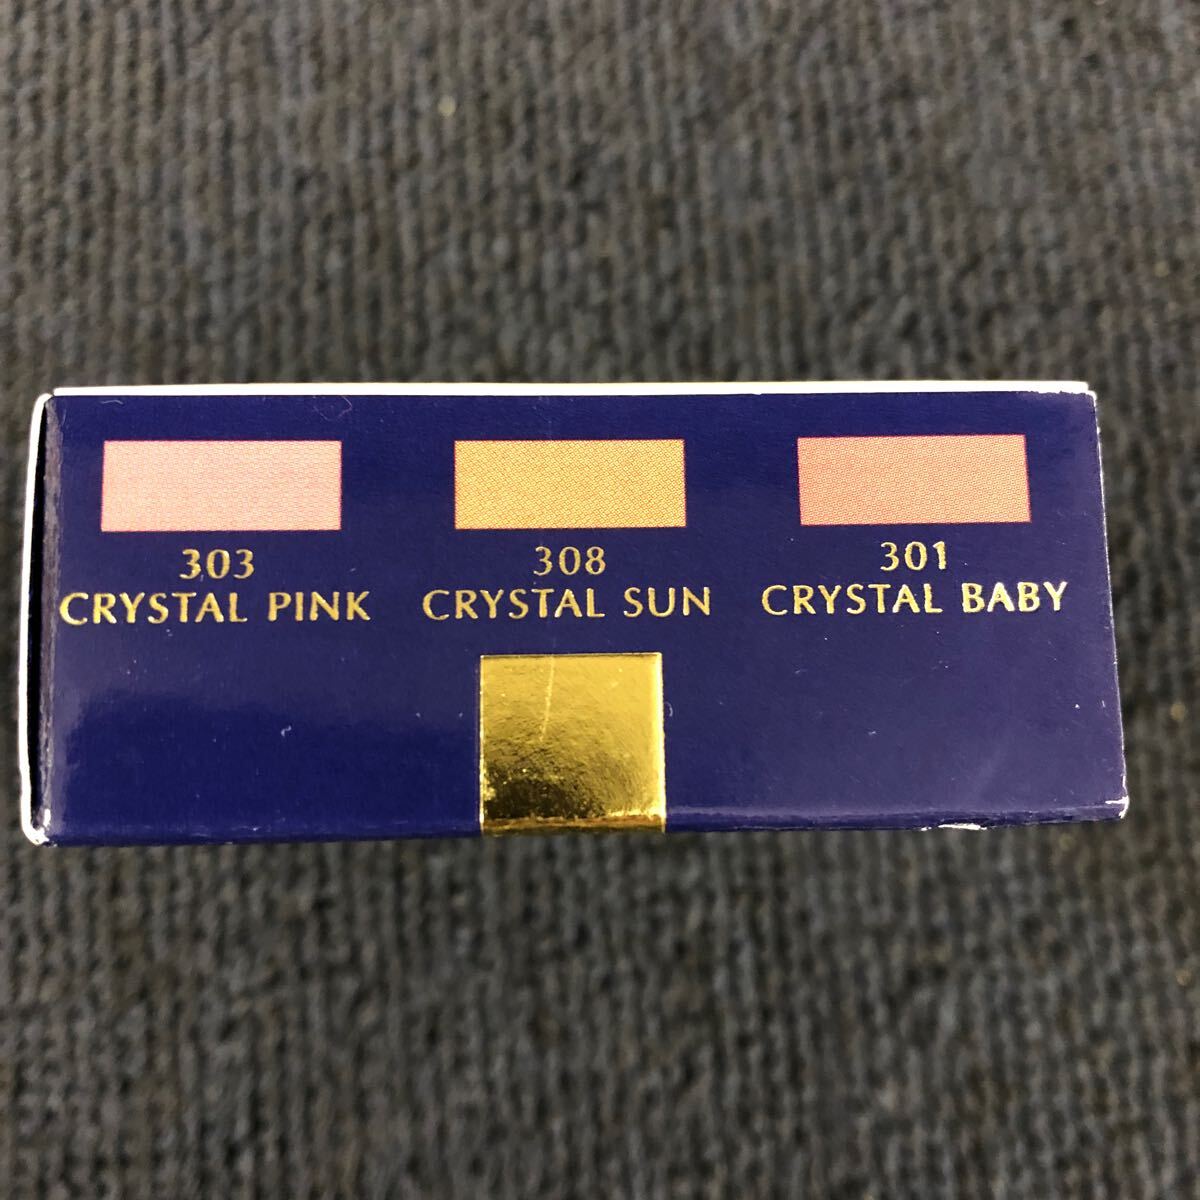 303
CRYSTAL PINK
308
CRYSTAL SUN
301
CRYSTAL BABY